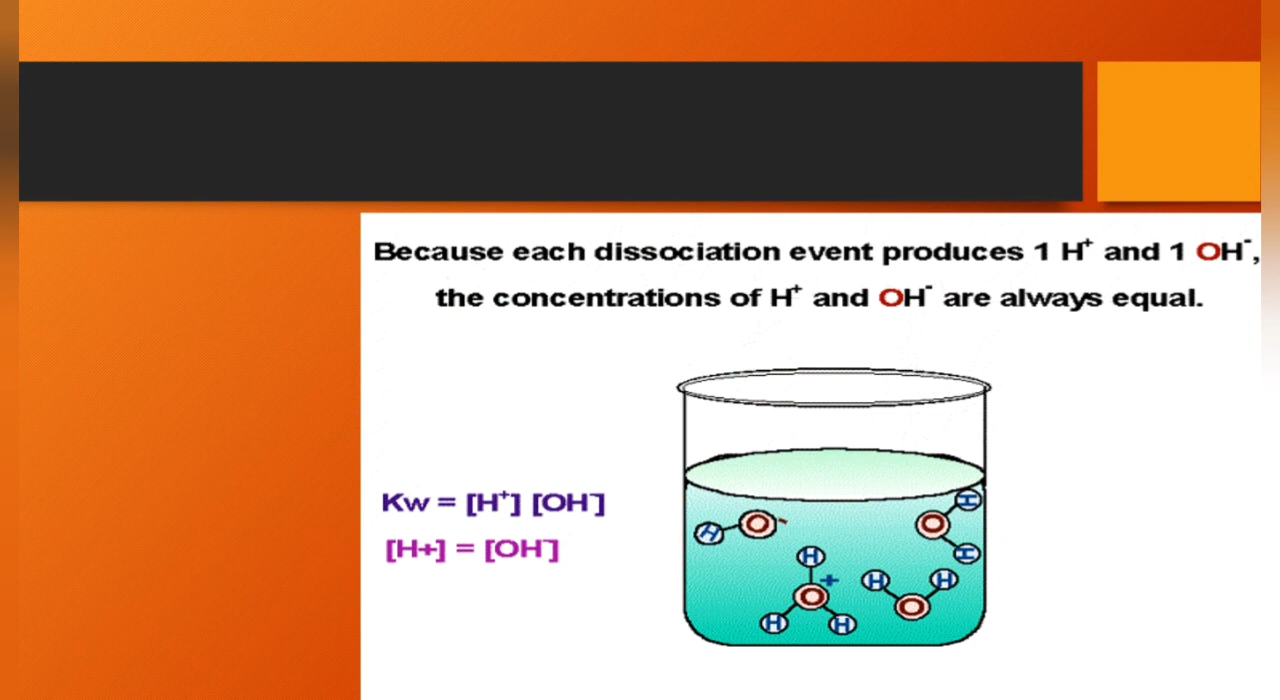 Because each dissociation event produces 1 H⁺ and 1 OH⁻,
the concentrations of H⁺ and OH⁻ are always equal.
Kw = [H⁺] [OH⁻]
[H+] = [OH⁻]
H O -
O H H
H + O H H
H H O